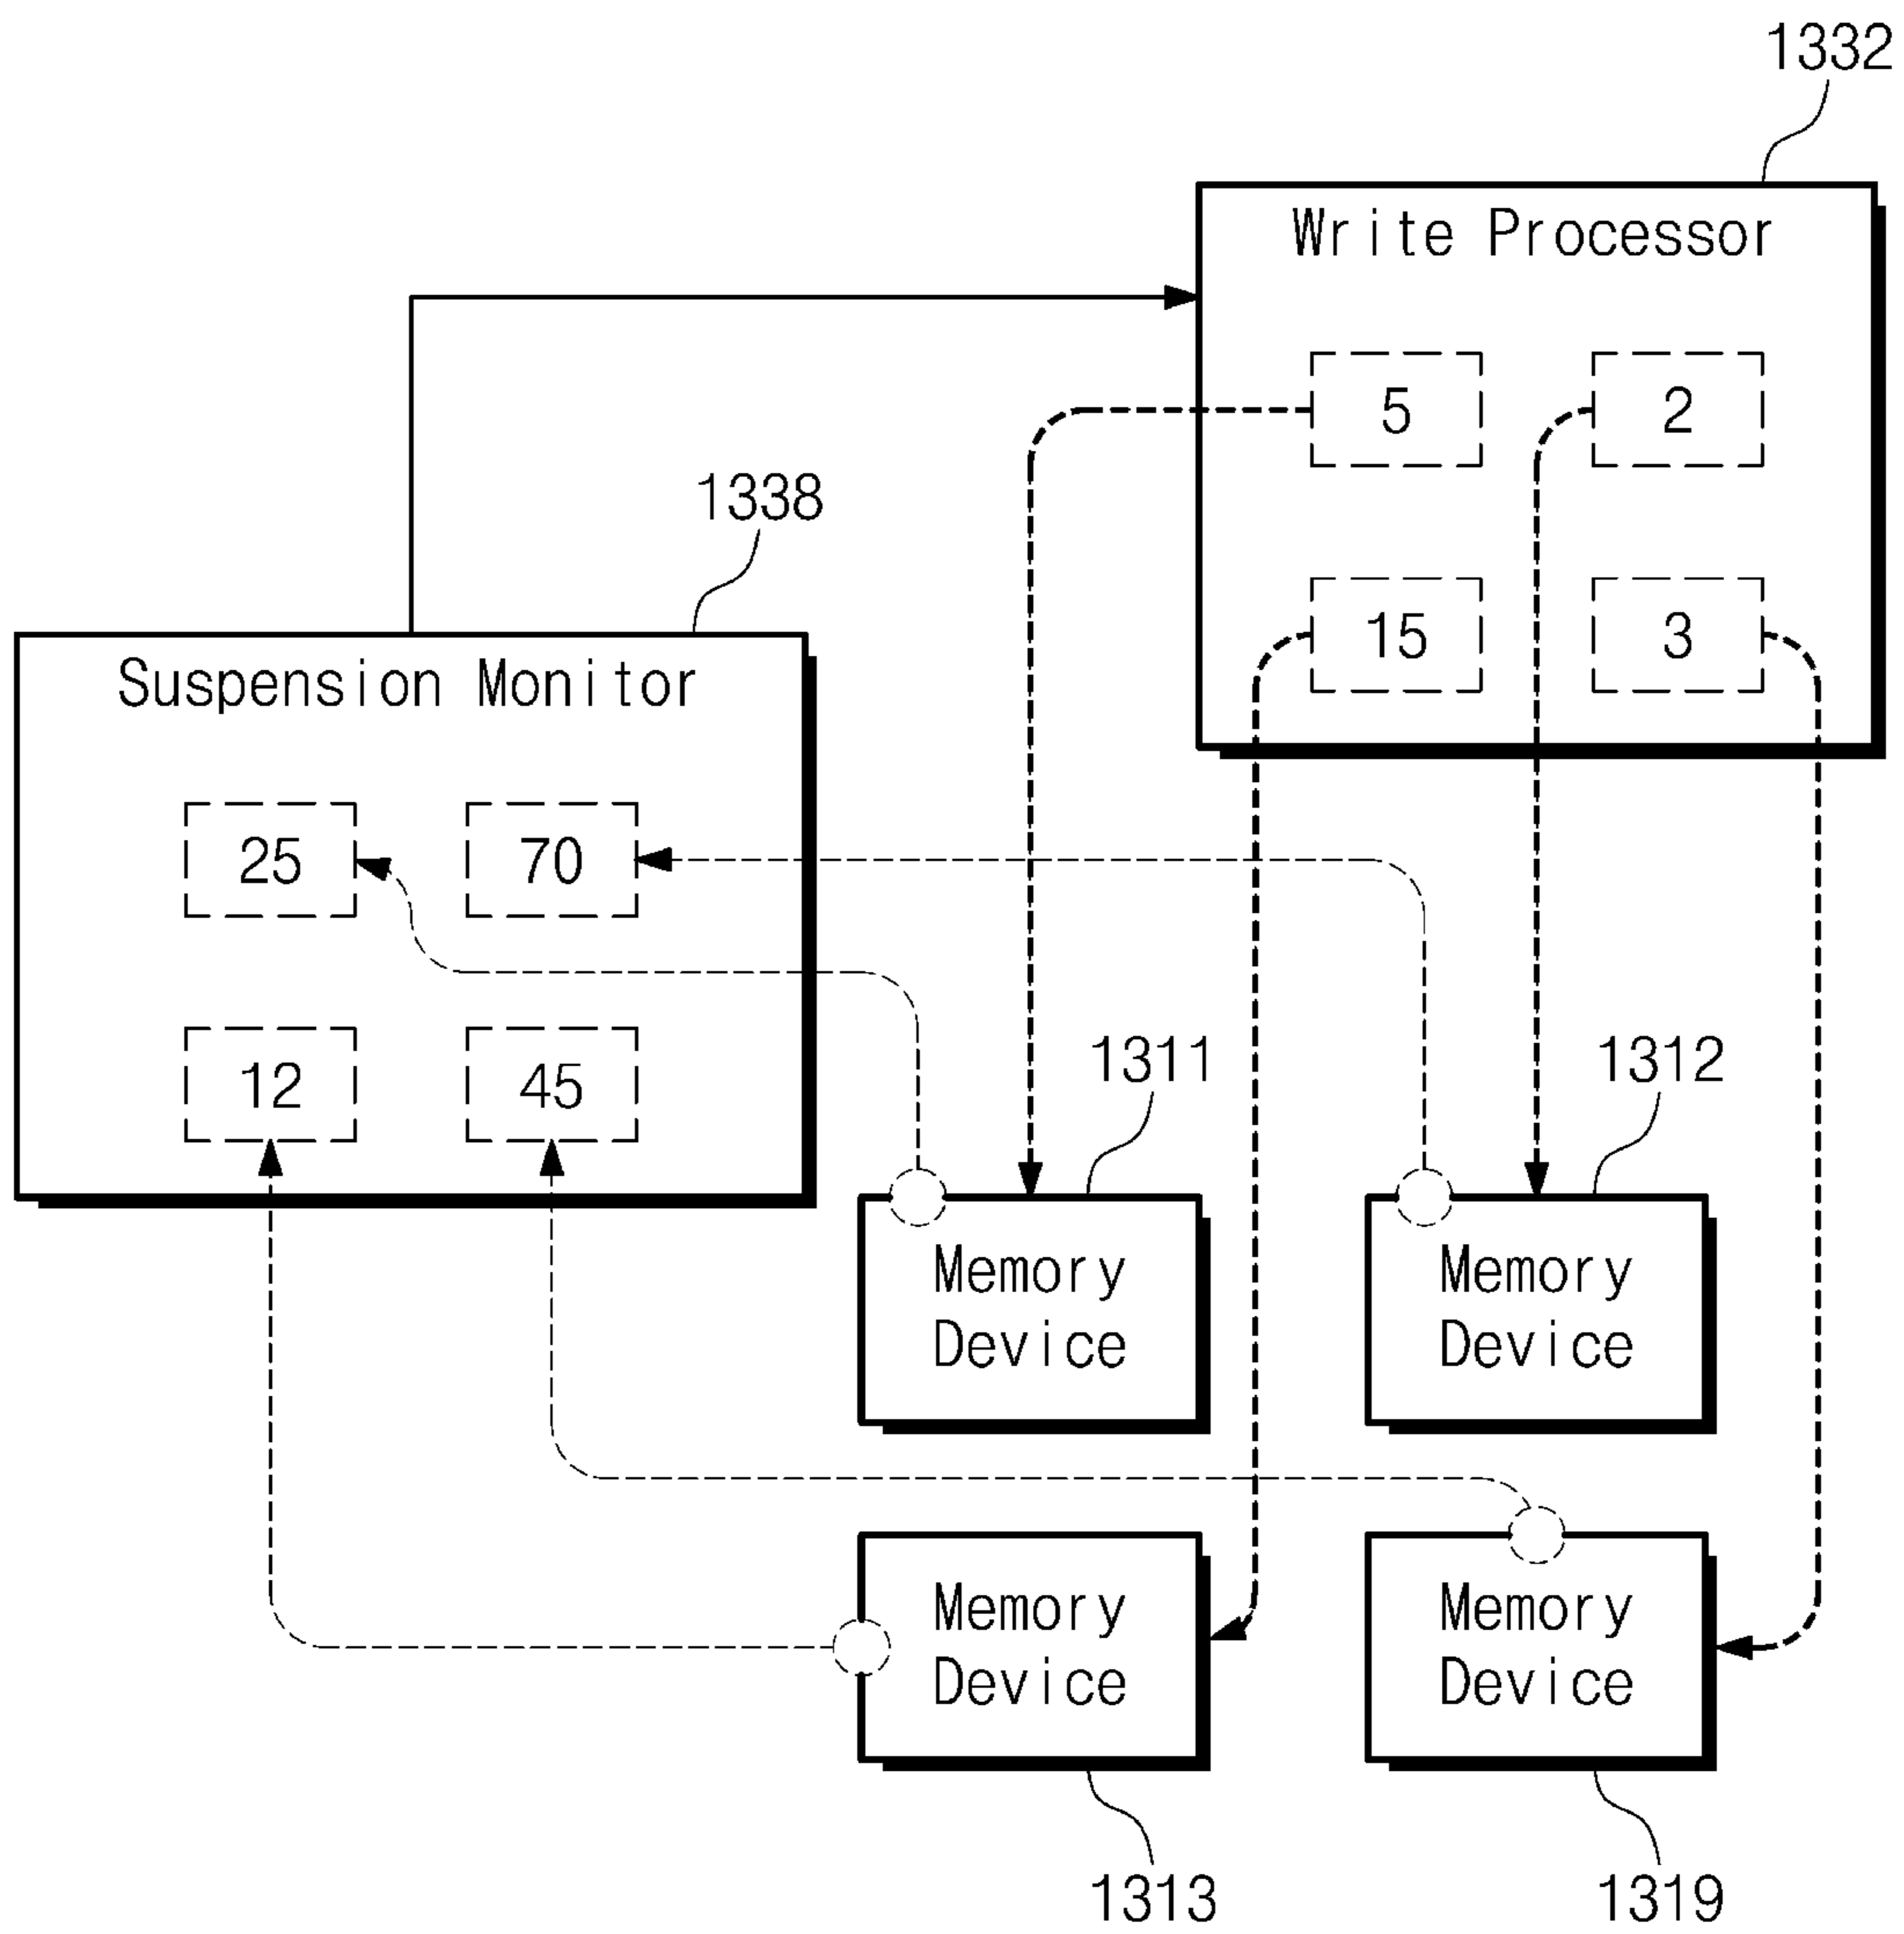 1332
Write Processor
5
2
1338
15
3
Suspension Monitor
25
70
12
45
1311
1312
Memory
Device
Memory
Device
Memory
Device
Memory
Device
1313
1319